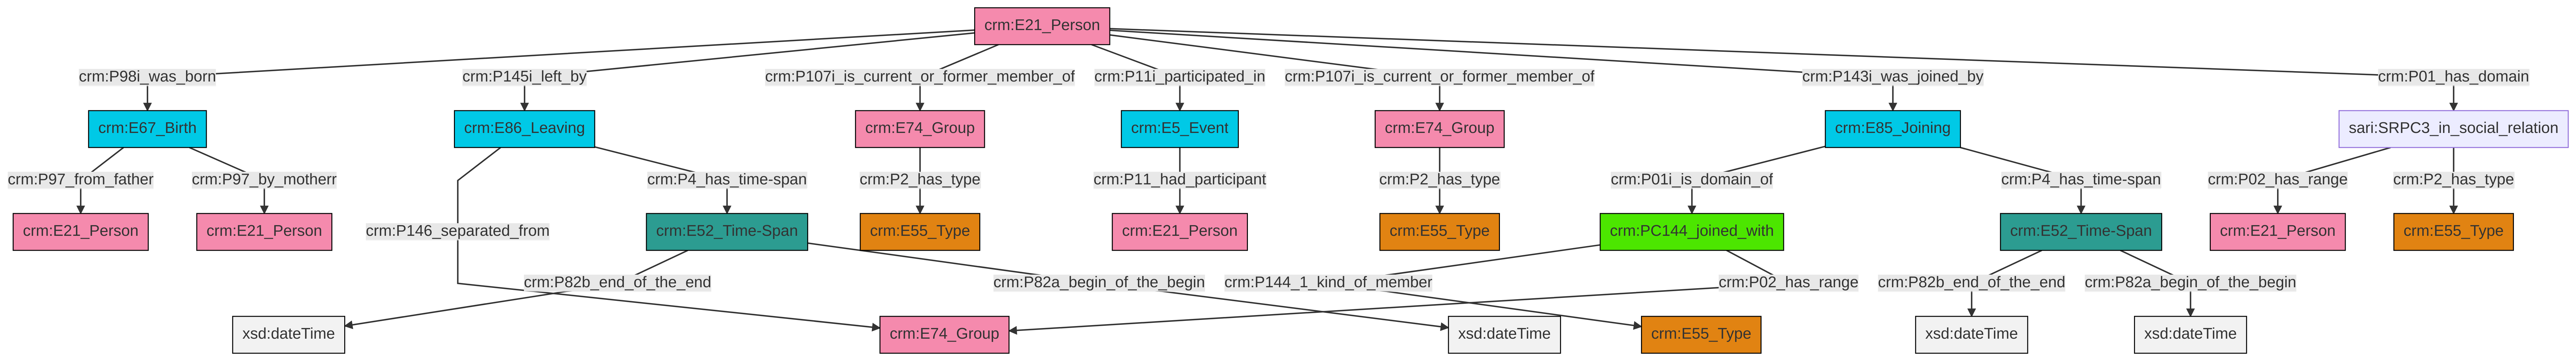 crm:E21_Person
crm:P98i_was_born
crm:P145i_left_by
crm:P107i_is_current_or_former_member_of
crm:P11i_participated_in
crm:P107i_is_current_or_former_member_of
crm:P143i_was_joined_by
crm:P01_has_domain
crm:E67_Birth
crm:E86_Leaving
crm:E74_Group
crm:E5_Event
crm:E74_Group
crm:E85_Joining
sari:SRPC3_in_social_relation
crm:P97_from_father
crm:P97_by_motherr
crm:P4_has_time-span
crm:P2_has_type
crm:P11_had_participant
crm:P2_has_type
crm:P01i_is_domain_of
crm:P4_has_time-span
crm:P02_has_range
crm:P2_has_type
crm:E21_Person
crm:E21_Person
crm:P146_separated_from
crm:E52_Time-Span
crm:E55_Type
crm:E21_Person
crm:E55_Type
crm:PC144_joined_with
crm:E52_Time-Span
crm:E21_Person
crm:E55_Type
crm:P82b_end_of_the_end
crm:P82a_begin_of_the_begin
crm:P144_1_kind_of_member
crm:P02_has_range
crm:P82b_end_of_the_end
crm:P82a_begin_of_the_begin
xsd:dateTime
crm:E74_Group
xsd:dateTime
crm:E55_Type
xsd:dateTime
xsd:dateTime